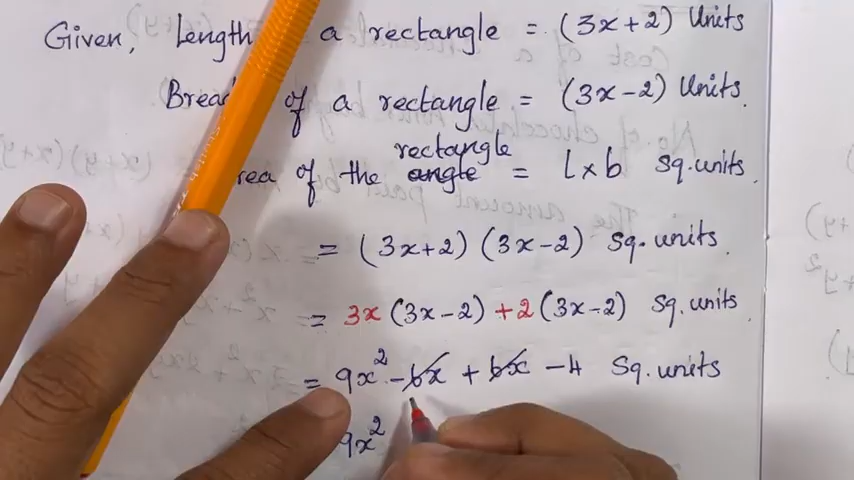 Given, Length a rectangle = (3x+2) Units
of a rectangle = (3x-2) Units.
rectangle
of the angle = l×b Sq.units
= (3x+2) (3x-2) Sq. units.
= 3x (3x-2) +2 (3x-2) Sq. units
= 9x² - 6x + 6x - 4 Sq. units
9x²